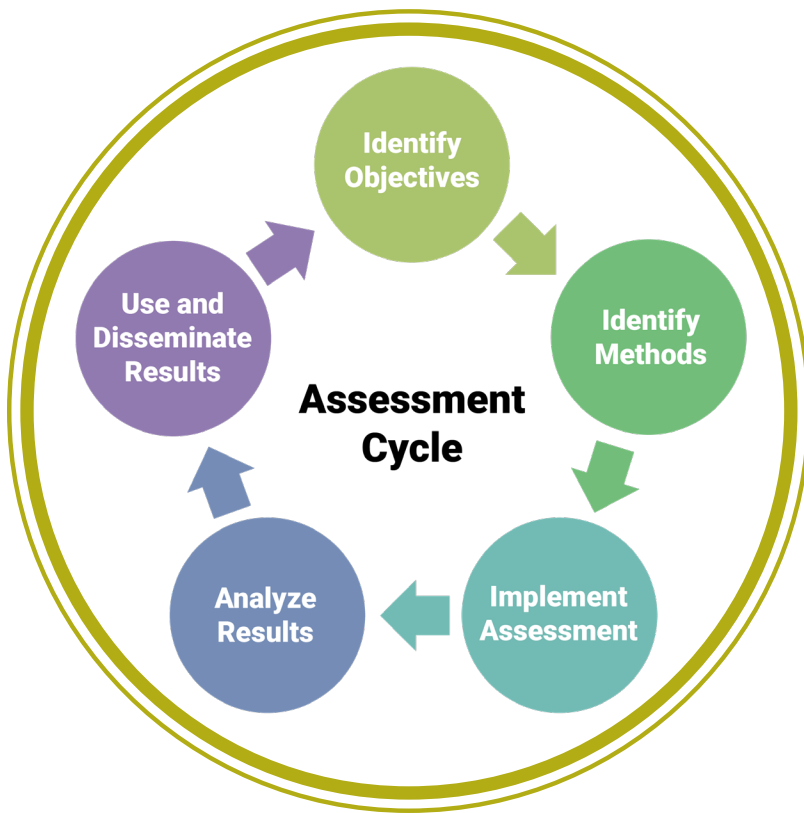 Identify
Objectives
Identify
Methods
Implement
Assessment
Analyze
Results
Use and
Disseminate
Results
Assessment
Cycle